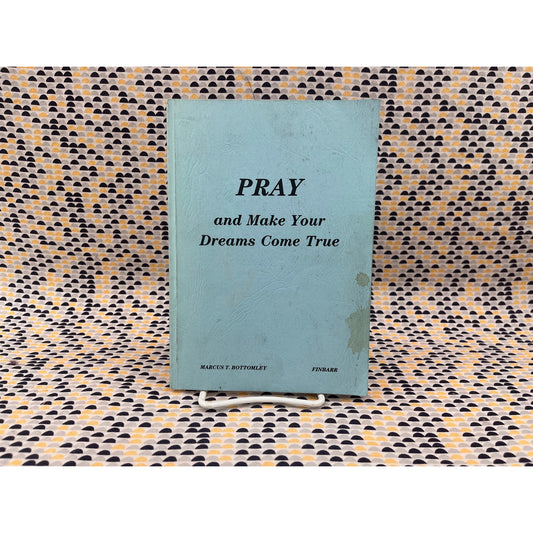 PRAY
and Make Your
Dreams Come True
MARCUS T. BOTTOMLEY FINBARR